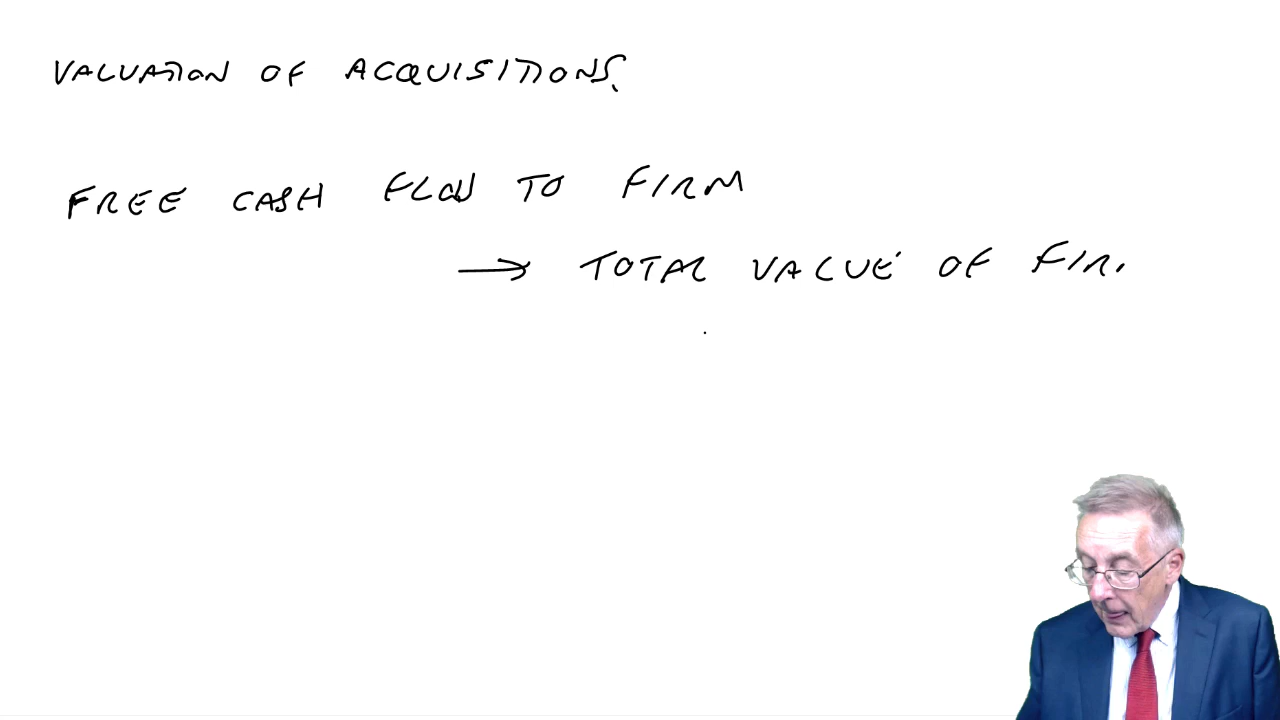 VALUATION OF ACQUISITIONS.
FREE CASH FLOW TO FIRM
→ TOTAL VALUE OF FIR